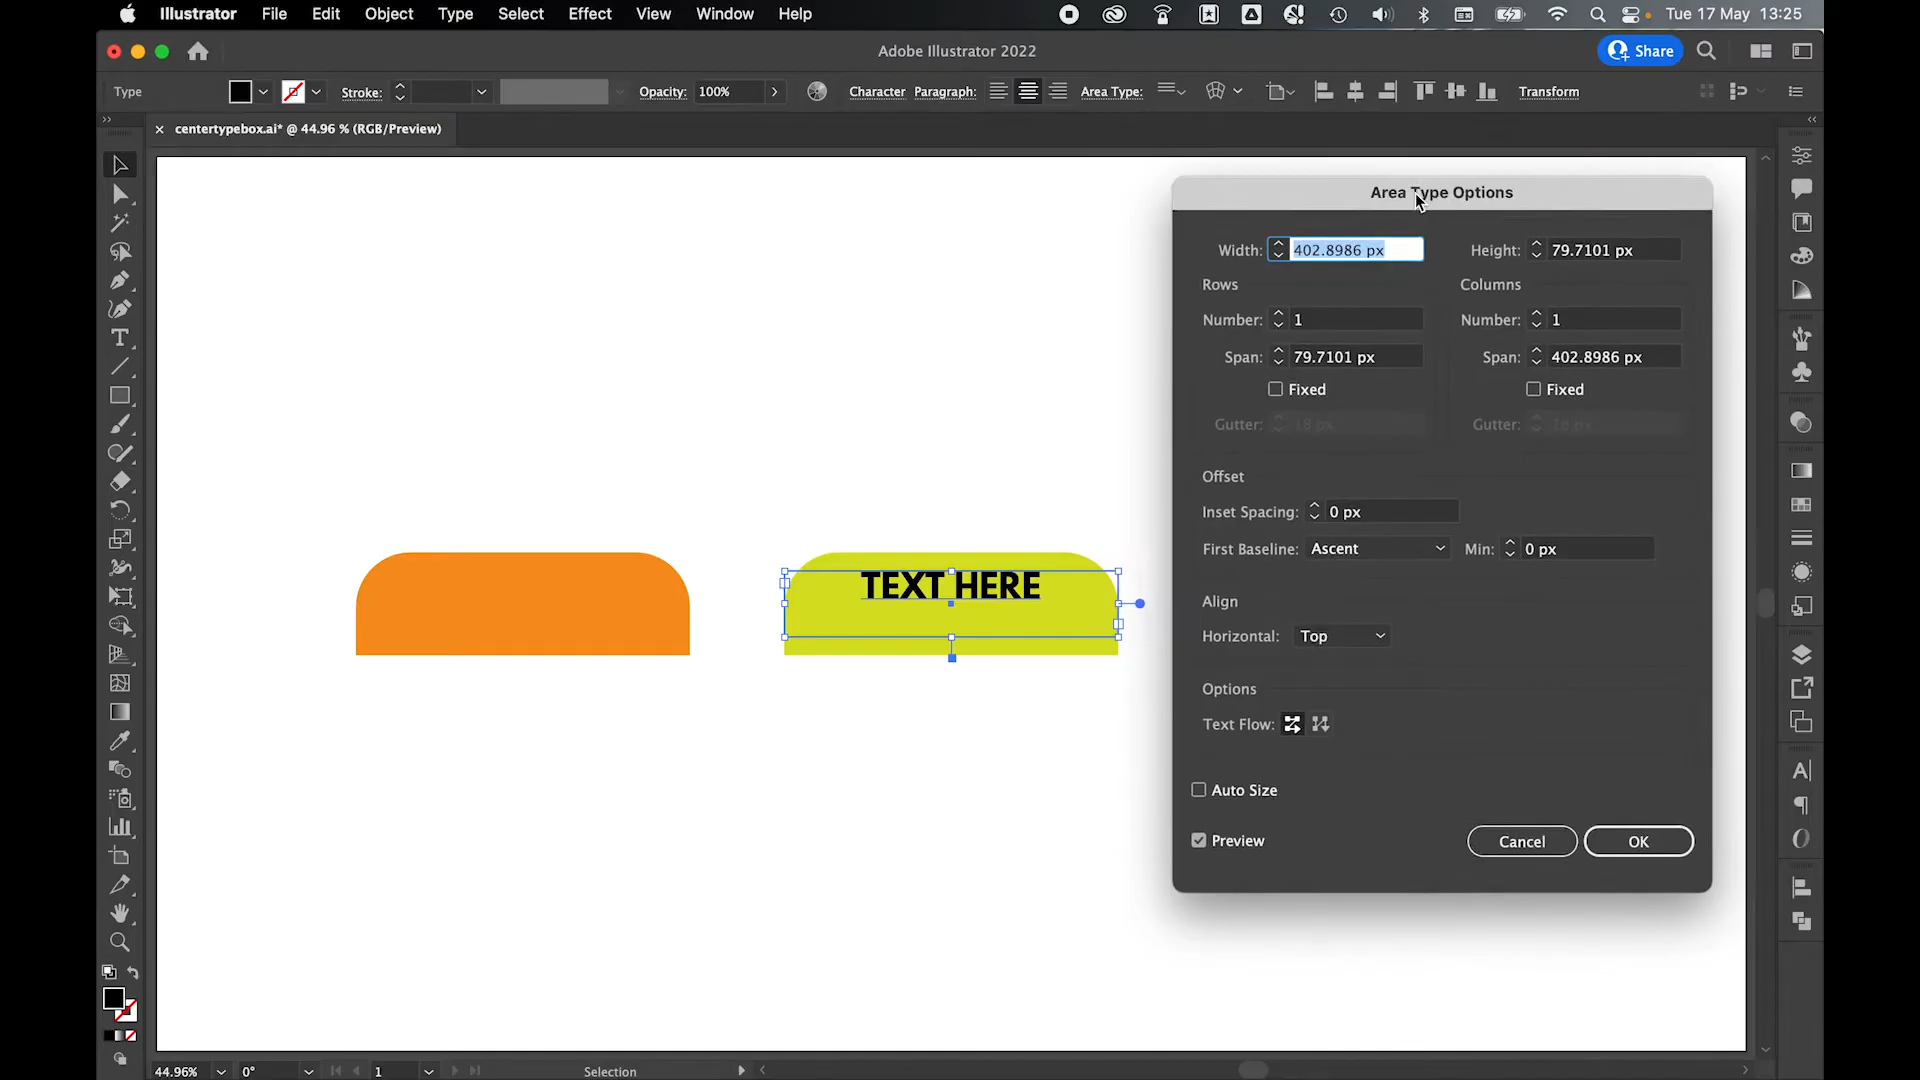 Illustrator File Edit Object Type Select Effect View Window Help Tue 17 May 13:25
Adobe Illustrator 2022 Share
Type Stroke: Opacity: 100% Character Paragraph: Area Type: Transform
centertypebox.ai* @ 44.96 % (RGB/Preview)
Area Type Options
Width: 402.8986 px Height: 79.7101 px
Rows Columns
Number: 1 Number: 1
Span: 79.7101 px Span: 402.8986 px
Fixed Fixed
Gutter: 18 px Gutter: 18 px
Offset
Inset Spacing: 0 px
First Baseline: Ascent Min: 0 px
TEXT HERE
Align
Horizontal: Top
Options
Text Flow:
Auto Size
Preview Cancel OK
44.96% 0° 1 Selection